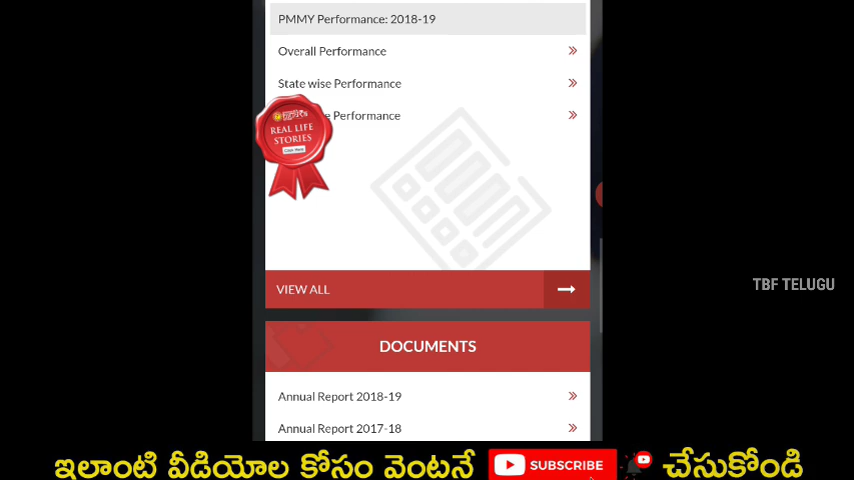 PMMY Performance: 2018-19
Overall Performance
State wise Performance
Performance
REAL LIFE
STORIES
VIEW ALL
DOCUMENTS
Annual Report 2018-19
Annual Report 2017-18
TBF TELUGU
ఇలాంటి వీడియోల కోసం వెంటనే SUBSCRIBE చేసుకోండి